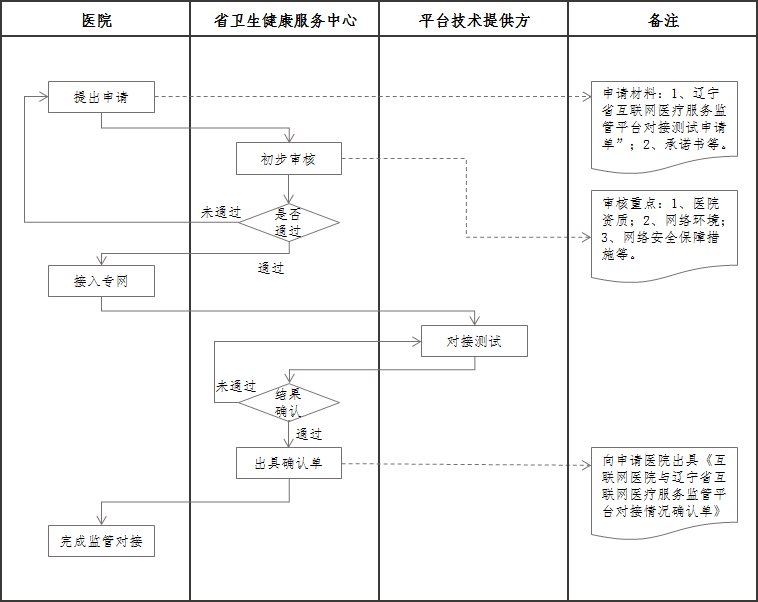 医院
省卫生健康服务中心
平台技术提供方
备注
提出申请
申请材料：1、辽宁
省互联网医疗服务监
管平台对接测试申请
单”；2、承诺书等。
初步审核
审核重点：1、医院
资质；2、网络环境；
3、网络安全保障措
施等。
未通过
是否
通过
通过
接入专网
对接测试
未通过
结果
确认
通过
出具确认单
向申请医院出具《互
联网医院与辽宁省互
联网医疗服务监管平
台对接情况确认单》
完成监管对接